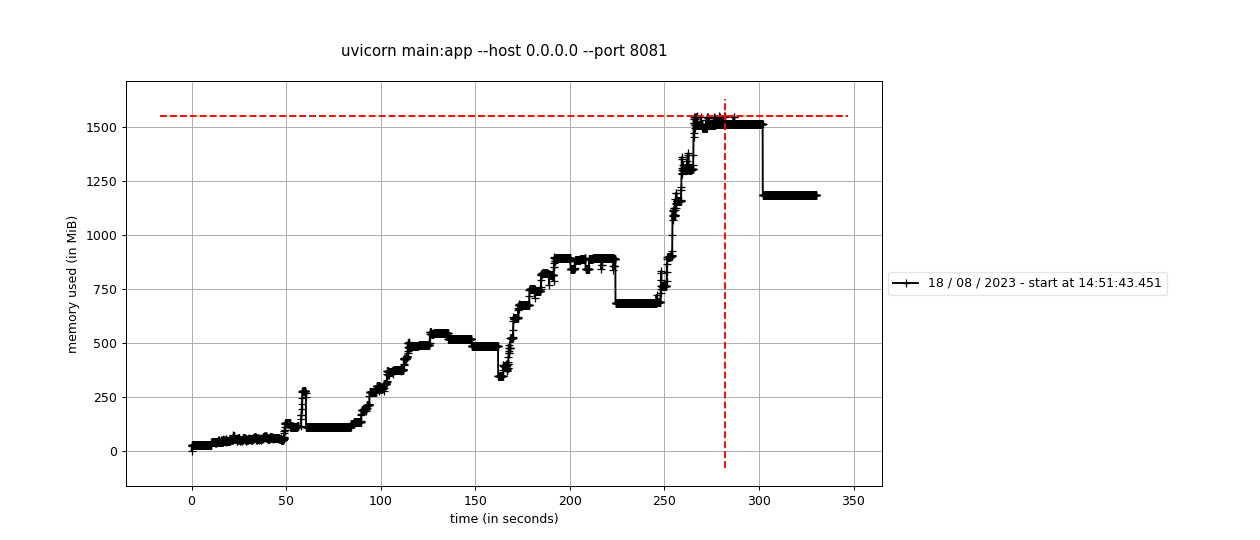 uvicorn main:app --host 0.0.0.0 --port 8081
1500
1250
1000
750
500
250
0
memory used (in MiB)
0 50 100 150 200 250 300 350
time (in seconds)
18 / 08 / 2023 - start at 14:51:43.451